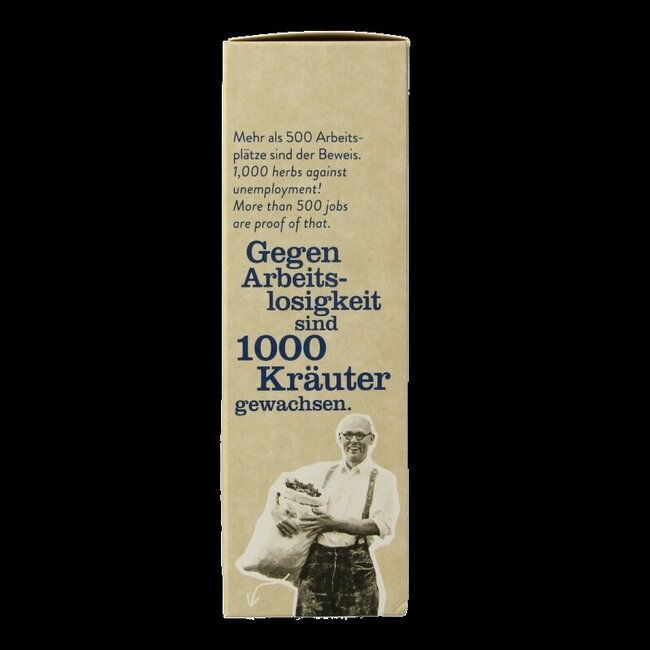 Mehr als 500 Arbeits-
plätze sind der Beweis.
1,000 herbs against
unemployment!
More than 500 jobs
are proof of that.
Gegen
Arbeits-
losigkeit
sind
1000
Kräuter
gewachsen.